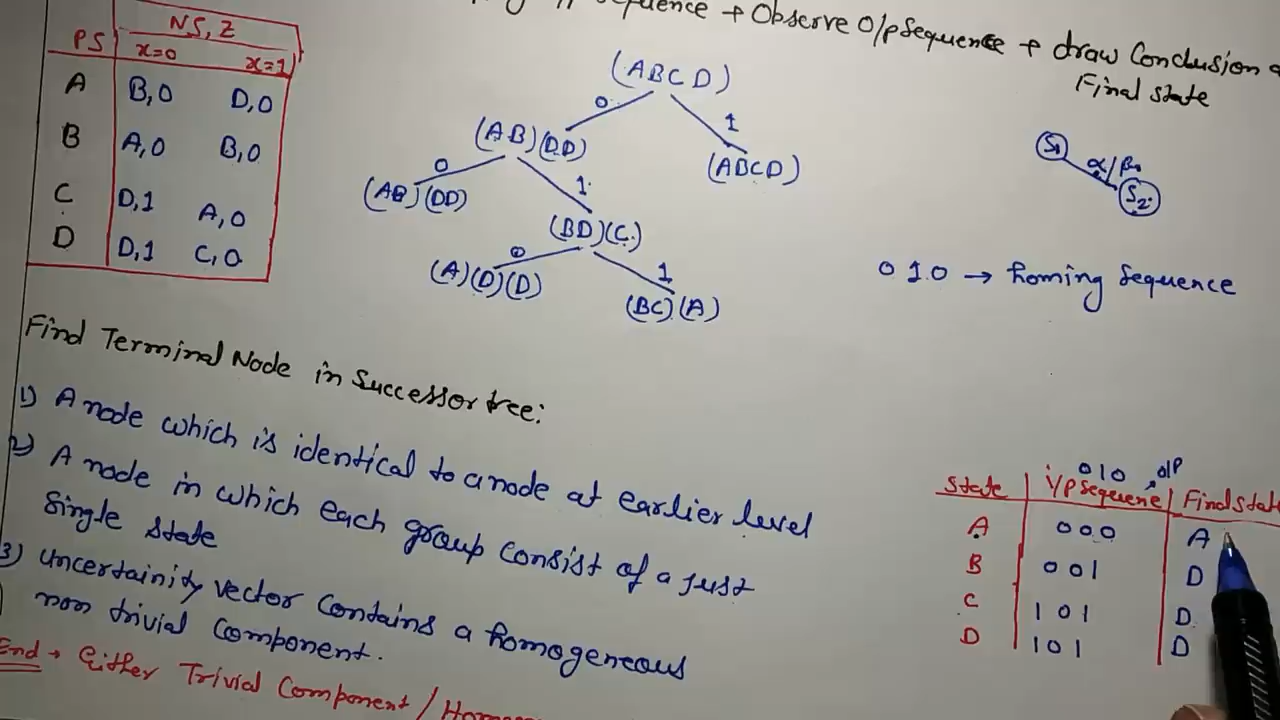 sequence + Observe O/p Sequence + draw Conclusion
Final state
PS NS, Z
x=0 x=1
A B,0 D,0
B A,0 B,0
C D,1 A,0
D D,1 C,0
(ABCD)
0 1
(AB)(DD) (ABCD)
0 1
(AB)(DD) (BD)(C)
0 1
(A)(D)(D) (BC)(A)
S1
S2
0 1 0 → homing sequence
Find Terminal Node in Successor tree:
1) A node which is identical to a node at earlier level
2) A node in which each group consist of a just
single state
3) uncertainity vector contains a homogeneous
non trivial component.
End → Either Trivial Component /
010 O/P
State i/p sequene Final state
A 000 A
B 001 D
C 101 D
D 101 D